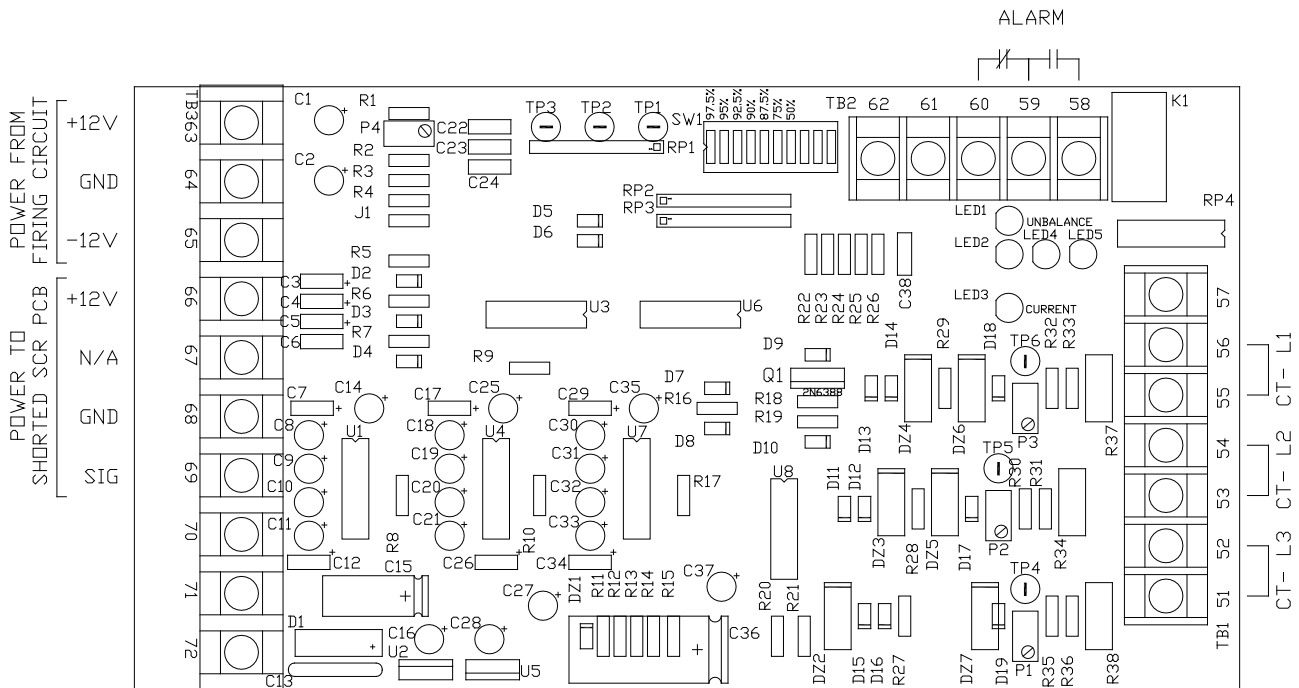 ALARM
POWER FROM
FIRING CIRCUIT
+12V
GND
-12V
POWER TO
SHORTED SCR PCB
+12V
N/A
GND
SIG
TB3
63
64
65
66
67
68
69
70
71
72
C1
C2
R1
P4
R2
R3
R4
J1
R5
D2
R6
D3
R7
D4
C3
C4
C5
C6
C22
C23
C24
TP3
TP2
TP1
RP1
SW1
97.5%
95%
92.5%
90%
87.5%
75%
50%
TB2
62
61
60
59
58
K1
RP2
RP3
RP4
D5
D6
LED1
UNBALANCE
LED2
LED4
LED5
LED3
CURRENT
U3
U6
R22
R23
R24
R25
R26
C38
R9
D9
Q1
2N6388
D7
R16
D8
R18
R19
D10
D14
R29
D18
TP6
R32
R33
D13
DZ4
DZ6
P3
R37
C7
C14
C8
U1
C9
C10
C11
R8
C12
C15
C17
C25
C18
U4
C19
C20
C21
R10
C26
C29
C35
C30
U7
C31
C32
C33
C34
R17
U8
D11
D12
DZ3
R28
DZ5
D17
TP5
R30
R31
P2
R34
DZ1
R11
R12
R13
R14
R15
C37
C36
R20
R21
DZ2
D15
D16
R27
DZ7
D19
TP4
P1
R35
R36
R38
D1
C13
C16
U2
C28
C27
U5
57
56
55
54
53
52
51
TB1
CT- L1
CT- L2
CT- L3